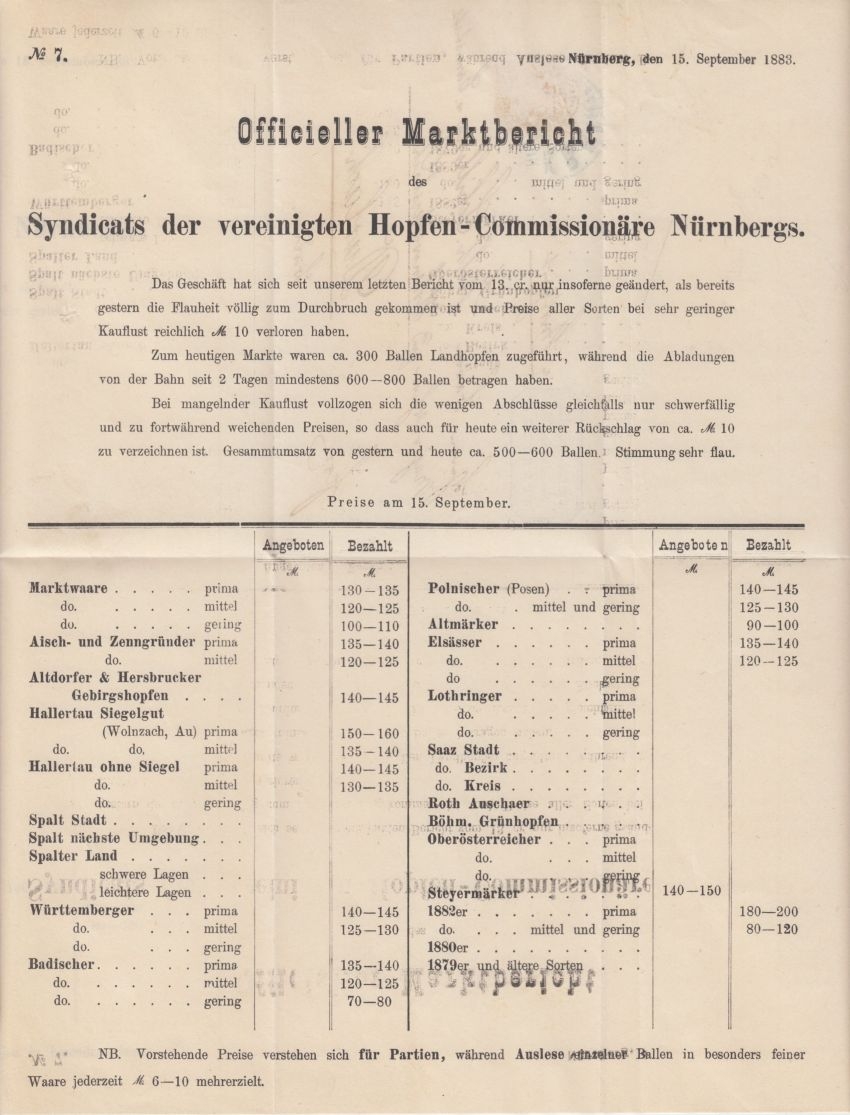 № 7.
Nürnberg, den 15. September 1883.
Officieller Marktbericht
des
Syndicats der vereinigten Hopfen-Commissionäre Nürnbergs.
Das Geschäft hat sich seit unserem letzten Bericht vom 13. cr. nur insoferne geändert, als bereits
gestern die Flauheit völlig zum Durchbruch gekommen ist und Preise aller Sorten bei sehr geringer
Kauflust reichlich ℳ 10 verloren haben.
Zum heutigen Markte waren ca. 300 Ballen Landhopfen zugeführt, während die Abladungen
von der Bahn seit 2 Tagen mindestens 600—800 Ballen betragen haben.
Bei mangelnder Kauflust vollzogen sich die wenigen Abschlüsse gleichfalls nur schwerfällig
und zu fortwährend weichenden Preisen, so dass auch für heute ein weiterer Rückschlag von ca. ℳ 10
zu verzeichnen ist. Gesammtumsatz von gestern und heute ca. 500—600 Ballen. Stimmung sehr flau.
Preise am 15. September.
Angeboten Bezahlt
ℳ. ℳ.
Marktwaare . . . . . prima 130—135
do. . . . . . mittel 120—125
do. . . . . . gering 100—110
Aisch- und Zenngründer prima 135—140
do. mittel 120—125
Altdorfer & Hersbrucker
Gebirgshopfen . . . . 140—145
Hallertau Siegelgut
(Wolnzach, Au) prima 150—160
do. do. mittel 135—140
Hallertau ohne Siegel prima 140—145
do. mittel 130—135
do. gering
Spalt Stadt . . . . . . . .
Spalt nächste Umgebung . . .
Spalter Land . . . . . . .
schwere Lagen . . .
leichtere Lagen . . .
Württemberger . . . prima 140—145
do. . . . mittel 125—130
do. . . . gering
Badischer . . . . . . prima 135—140
do. . . . . . . mittel 120—125
do. . . . . . . gering 70—80
Angeboten Bezahlt
ℳ. ℳ.
Polnischer (Posen) . . prima 140—145
do. . mittel und gering 125—130
Altmärker . . . . . . . . 90—100
Elsässer . . . . . . prima 135—140
do. . . . . . . mittel 120—125
do . . . . . . gering
Lothringer . . . . . prima
do. . . . . . mittel
do. . . . . . gering
Saaz Stadt . . . . . . . .
do. Bezirk . . . . . . . .
do. Kreis . . . . . . . .
Roth Auschaer . . . . . .
Böhm. Grünhopfen . . . .
Oberösterreicher . . . prima
do. . . . mittel
do. gering
Steyermärker . . . . . . 140—150
1882er . . . . . . . prima 180—200
do. . . . mittel und gering 80—120
1880er . . . . . . . . . .
1879er und ältere Sorten . . .
NB. Vorstehende Preise verstehen sich für Partien, während Auslese einzelner Ballen in besonders feiner
Waare jederzeit ℳ 6—10 mehrerzielt.